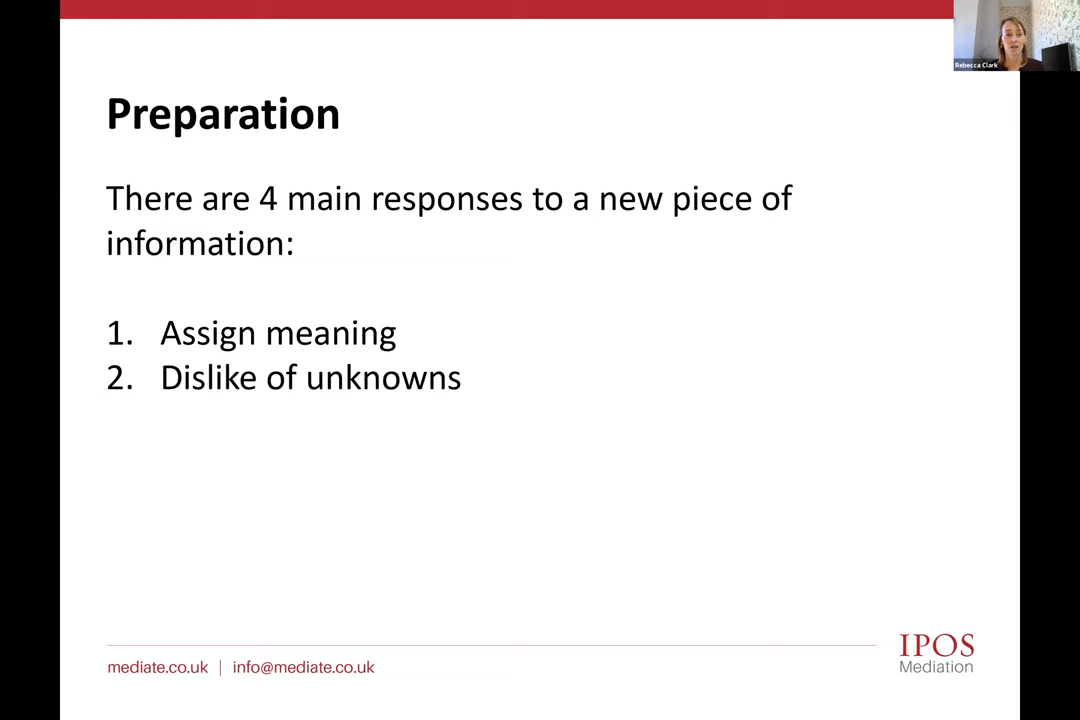 Rebecca Clark
Preparation
There are 4 main responses to a new piece of
information:
1. Assign meaning
2. Dislike of unknowns
mediate.co.uk | info@mediate.co.uk
IPOS
Mediation